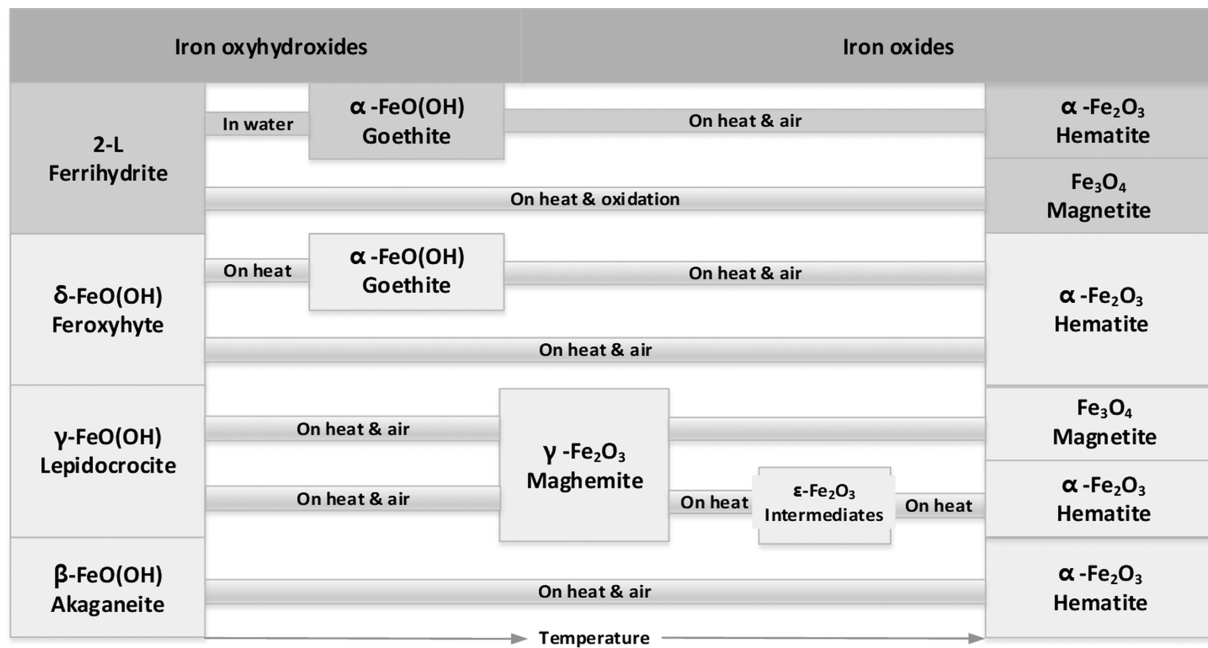 Iron oxyhydroxides
Iron oxides
2-L
Ferrihydrite
In water
α -FeO(OH)
Goethite
On heat & air
α -Fe₂O₃
Hematite
On heat & oxidation
Fe₃O₄
Magnetite
δ-FeO(OH)
Feroxyhyte
On heat
α -FeO(OH)
Goethite
On heat & air
α -Fe₂O₃
Hematite
On heat & air
γ-FeO(OH)
Lepidocrocite
On heat & air
On heat & air
γ -Fe₂O₃
Maghemite
Fe₃O₄
Magnetite
On heat
ε-Fe₂O₃
Intermediates
On heat
α -Fe₂O₃
Hematite
β-FeO(OH)
Akaganeite
On heat & air
α -Fe₂O₃
Hematite
Temperature